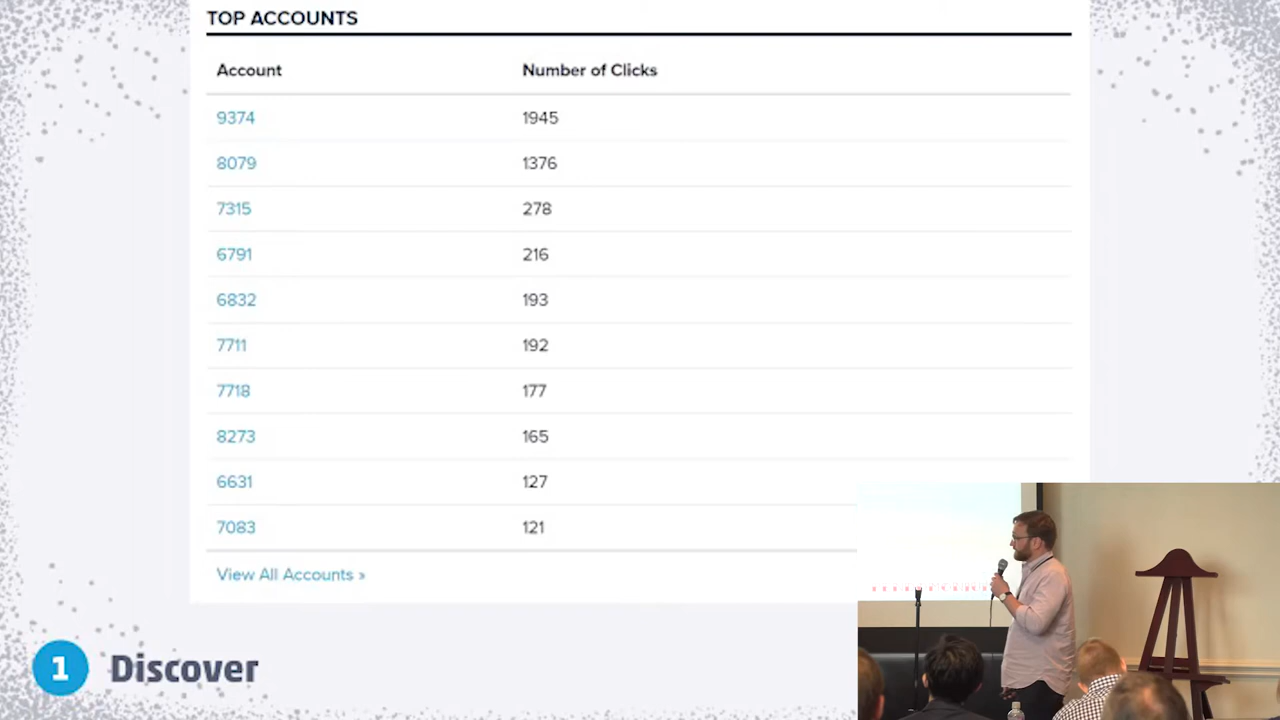 TOP ACCOUNTS
Account Number of Clicks
9374 1945
8079 1376
7315 278
6791 216
6832 193
7711 192
7718 177
8273 165
6631 127
7083 121
View All Accounts »
1 Discover